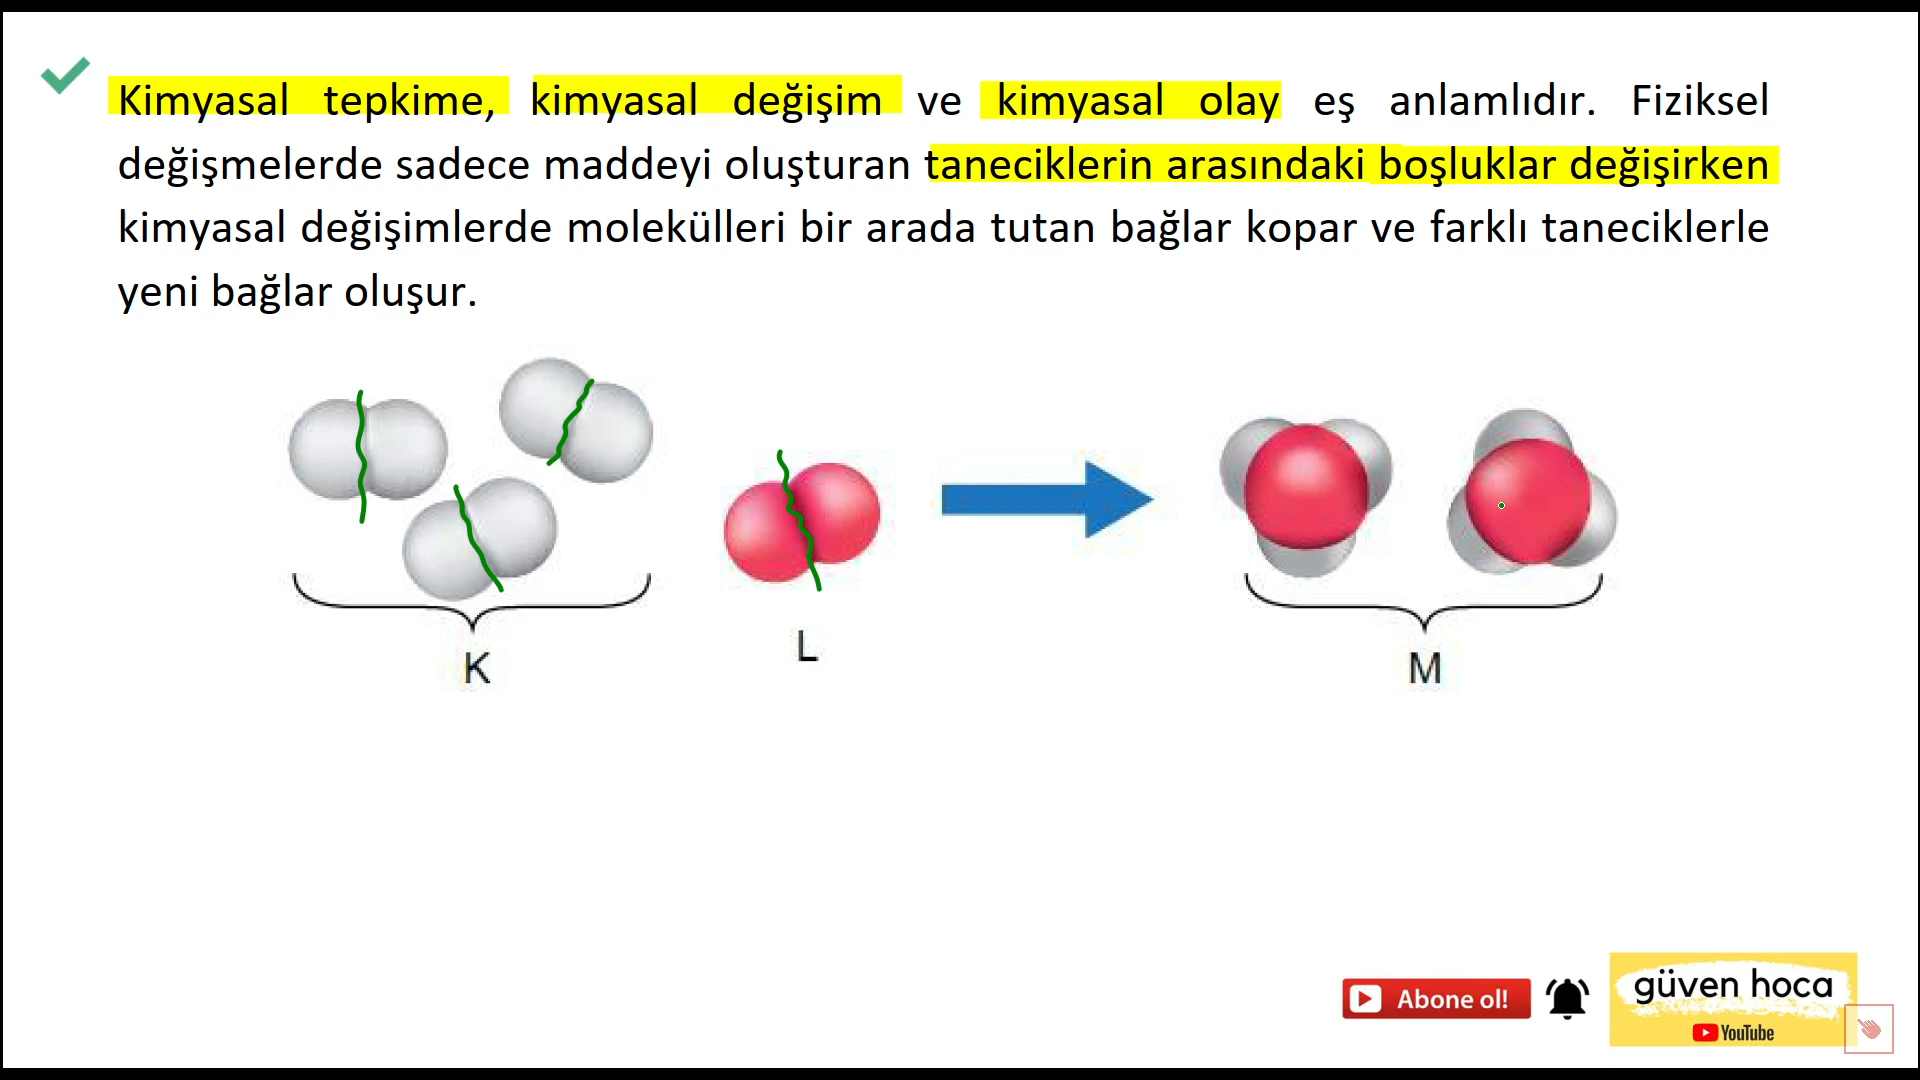 Kimyasal tepkime, kimyasal değişim ve kimyasal olay eş anlamlıdır. Fiziksel
değişmelerde sadece maddeyi oluşturan taneciklerin arasındaki boşluklar değişirken
kimyasal değişimlerde molekülleri bir arada tutan bağlar kopar ve farklı taneciklerle
yeni bağlar oluşur.
K
L
M
Abone ol!
güven hoca
YouTube